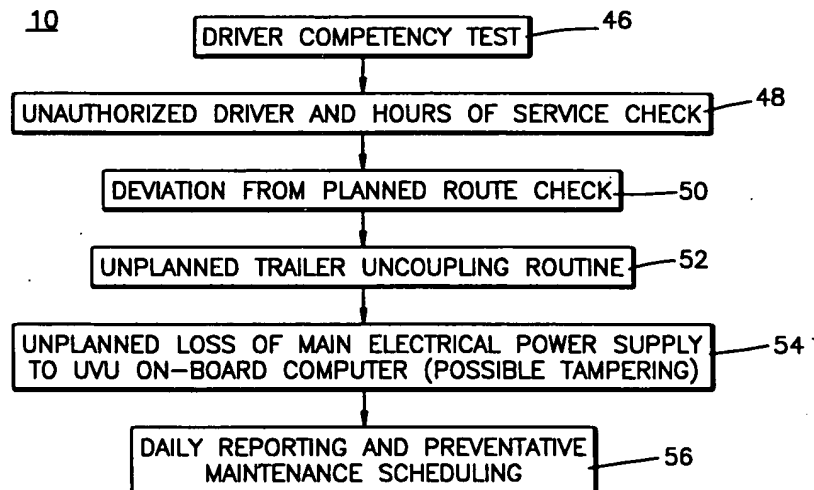 10
DRIVER COMPETENCY TEST
46
UNAUTHORIZED DRIVER AND HOURS OF SERVICE CHECK
48
DEVIATION FROM PLANNED ROUTE CHECK
50
UNPLANNED TRAILER UNCOUPLING ROUTINE
52
UNPLANNED LOSS OF MAIN ELECTRICAL POWER SUPPLY
TO UVU ON-BOARD COMPUTER (POSSIBLE TAMPERING)
54
DAILY REPORTING AND PREVENTATIVE
MAINTENANCE SCHEDULING
56